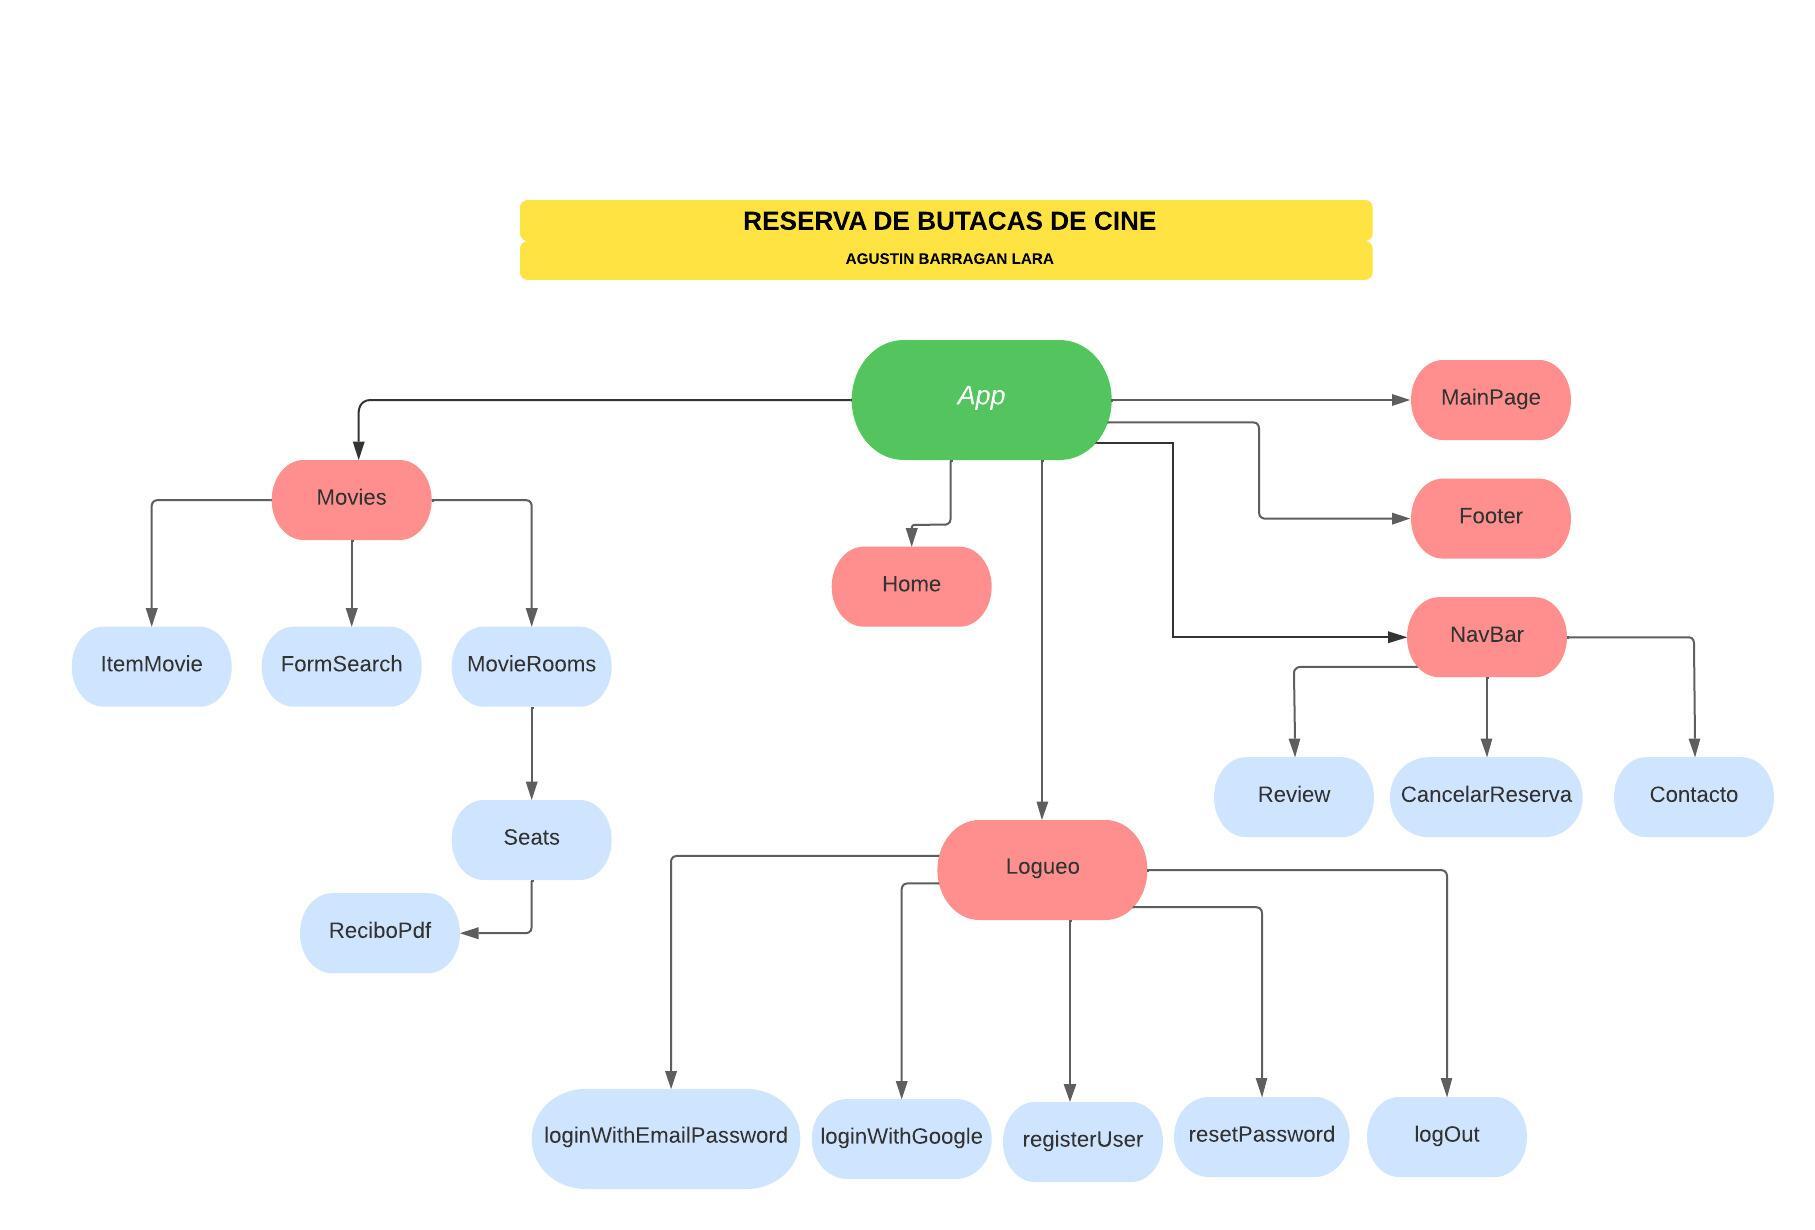 RESERVA DE BUTACAS DE CINE
AGUSTIN BARRAGAN LARA
App
MainPage
Movies
Footer
Home
NavBar
ItemMovie
FormSearch
MovieRooms
Review
CancelarReserva
Contacto
Seats
Logueo
ReciboPdf
loginWithEmailPassword
loginWithGoogle
registerUser
resetPassword
logOut